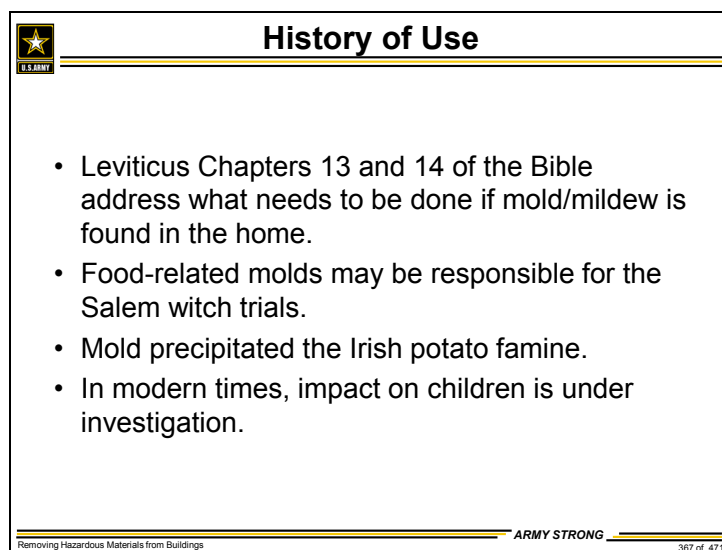 History of Use
U.S.ARMY
• Leviticus Chapters 13 and 14 of the Bible
address what needs to be done if mold/mildew is
found in the home.
• Food-related molds may be responsible for the
Salem witch trials.
• Mold precipitated the Irish potato famine.
• In modern times, impact on children is under
investigation.
ARMY STRONG
Removing Hazardous Materials from Buildings
367 of 471